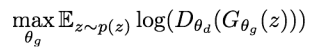 max_{θ_g} 𝔼_{z∼p(z)} log(D_{θ_d}(G_{θ_g}(z)))